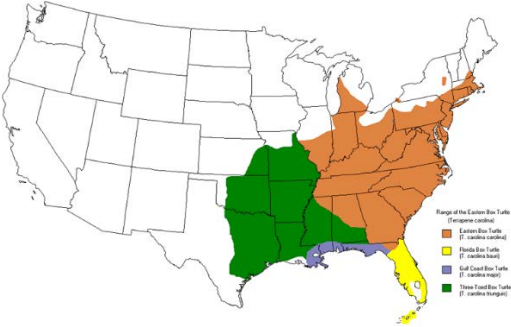 Range of the Eastern Box Turtle
(Terrapene carolina)
Eastern Box Turtle
(T. carolina carolina)
Florida Box Turtle
(T. carolina bauri)
Gulf Coast Box Turtle
(T. carolina major)
Three-Toed Box Turtle
(T. carolina triunguis)